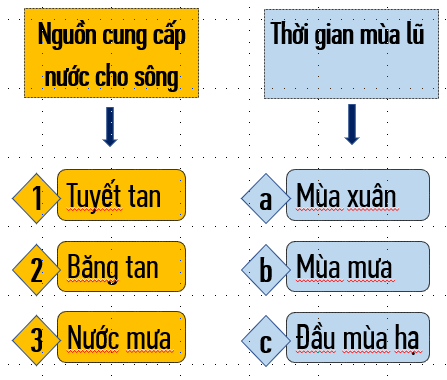 Nguồn cung cấp
nước cho sông
Thời gian mùa lũ
1 Tuyết tan
a Mùa xuân
2 Băng tan
b Mùa mưa
3 Nước mưa
c Đầu mùa hạ